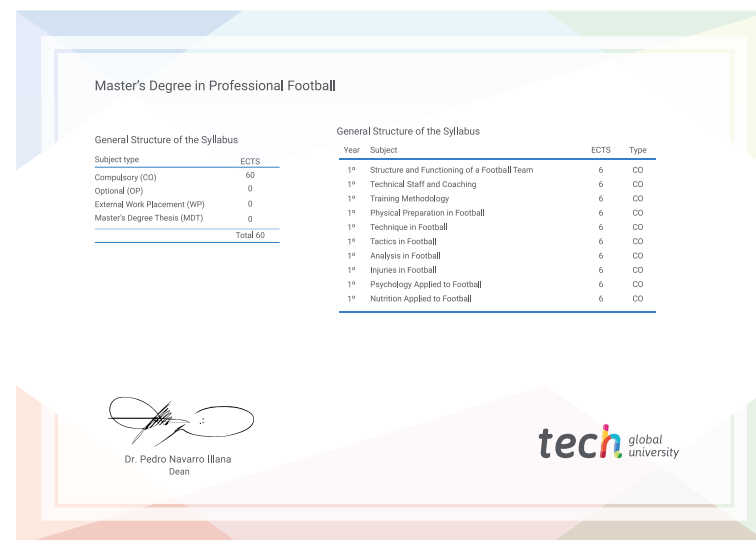 Master's Degree in Professional Football
General Structure of the Syllabus
Subject type ECTS
Compulsory (CO) 60
Optional (OP) 0
External Work Placement (WP) 0
Master's Degree Thesis (MDT) 0
Total 60
General Structure of the Syllabus
Year Subject ECTS Type
1º Structure and Functioning of a Football Team 6 CO
1º Technical Staff and Coaching 6 CO
1º Training Methodology 6 CO
1º Physical Preparation in Football 6 CO
1º Technique in Football 6 CO
1º Tactics in Football 6 CO
1º Analysis in Football 6 CO
1º Injuries in Football 6 CO
1º Psychology Applied to Football 6 CO
1º Nutrition Applied to Football 6 CO
Dr. Pedro Navarro Illana
Dean
tech global
university